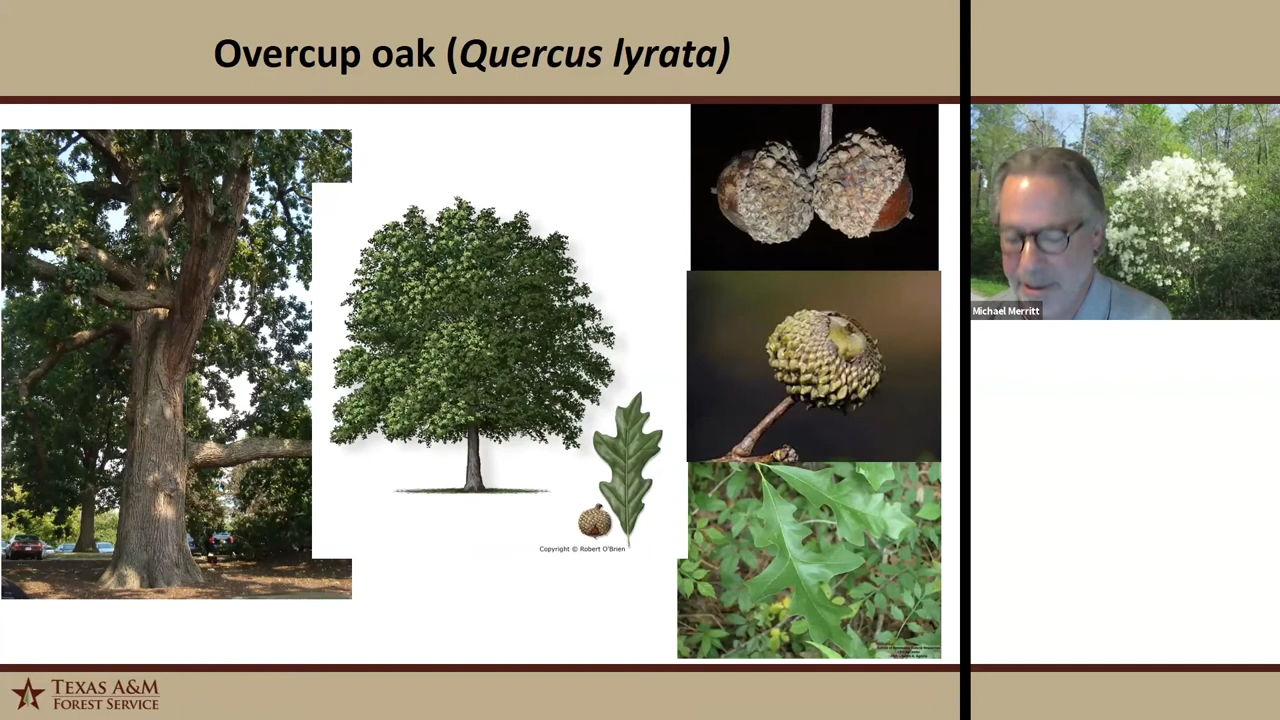 Overcup oak (Quercus lyrata)
Michael Merritt
Copyright © Robert O'Brien
TEXAS A&M
FOREST SERVICE